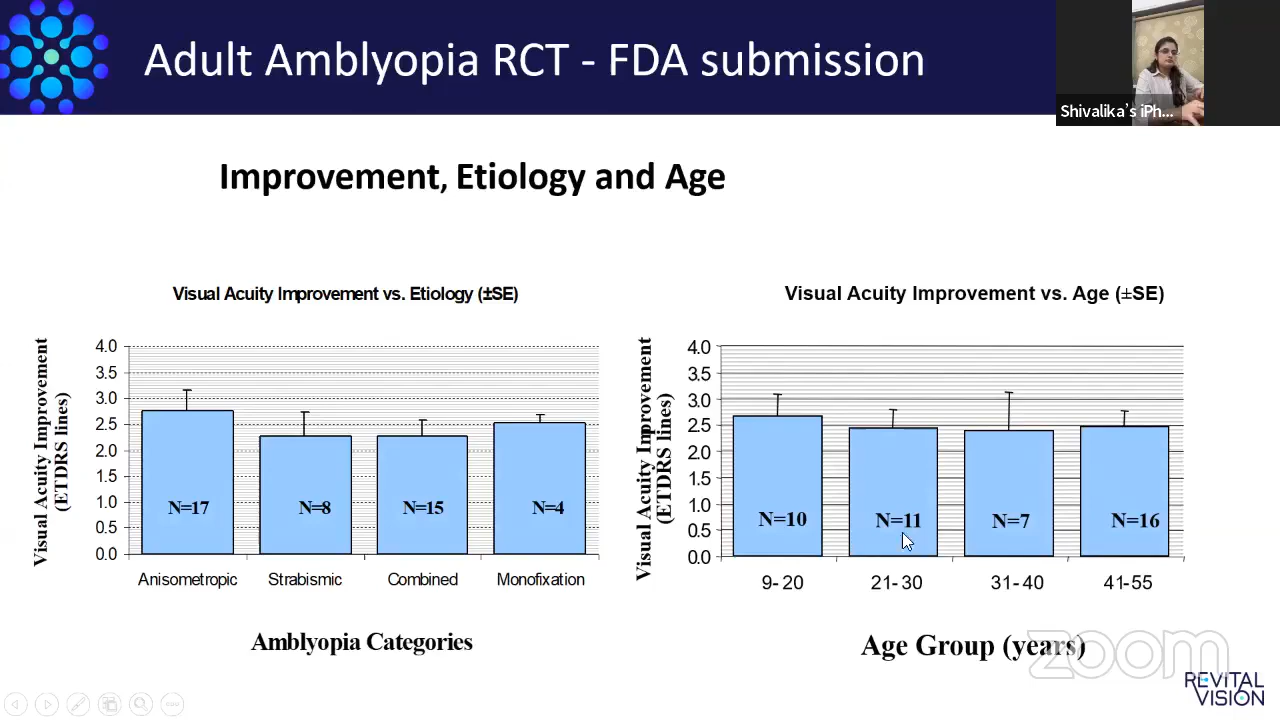 Adult Amblyopia RCT - FDA submission
Shivalika's iPh...
Improvement, Etiology and Age
Visual Acuity Improvement vs. Etiology (±SE)
Visual Acuity Improvement
(ETDRS lines)
4.0
3.5
3.0
2.5
2.0
1.5
1.0
0.5
0.0
N=17
N=8
N=15
N=4
Anisometropic
Strabismic
Combined
Monofixation
Amblyopia Categories
Visual Acuity Improvement vs. Age (±SE)
Visual Acuity Improvement
(ETDRS lines)
4.0
3.5
3.0
2.5
2.0
1.5
1.0
0.5
0.0
N=10
N=11
N=7
N=16
9-20
21-30
31-40
41-55
Age Group (years)
zoom
REVITAL
VISION